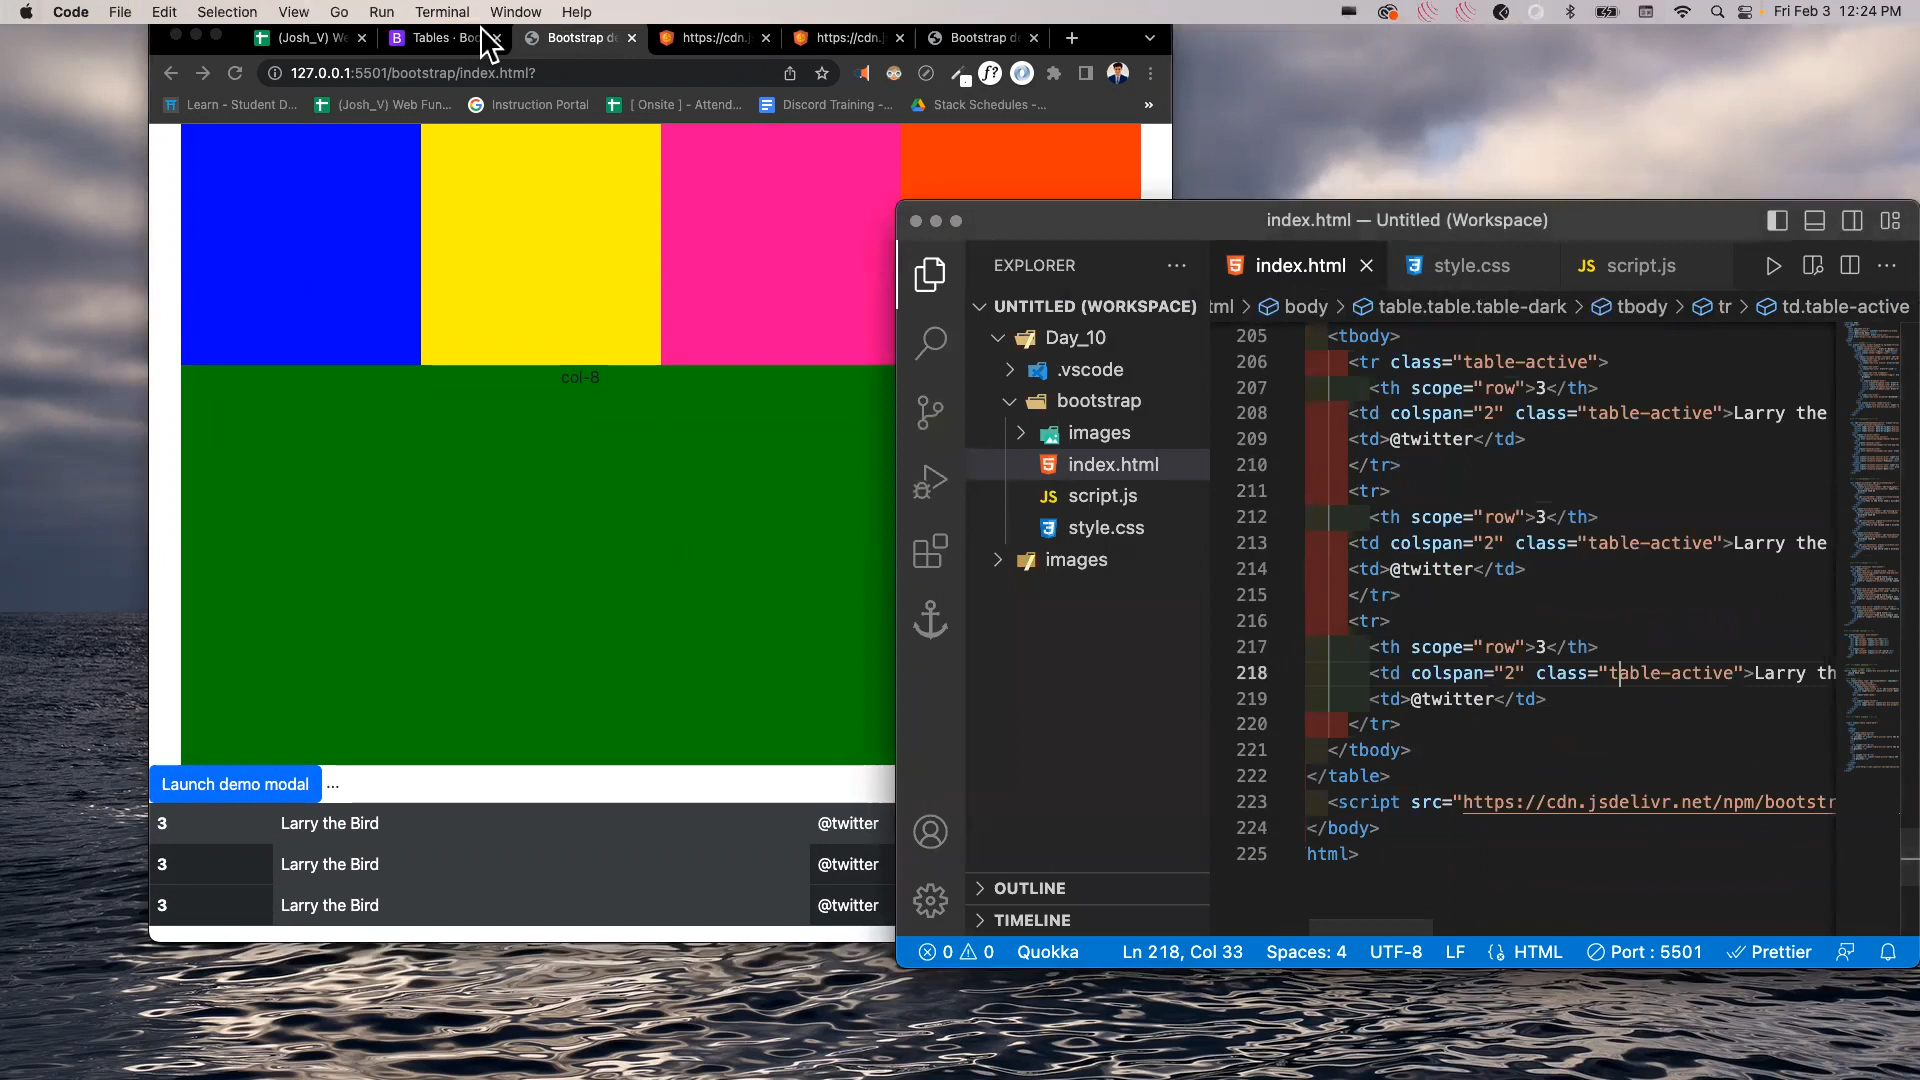 Code File Edit Selection View Go Run Terminal Window Help Fri Feb 3 12:24 PM
(Josh_V) W Tables · Bo Bootstrap de https://cdn.j https://cdn.j Bootstrap de
127.0.0.1:5501/bootstrap/index.html?
Learn - Student D... (Josh_V) Web Fun... Instruction Portal [ Onsite ] - Attend... Discord Training -... Stack Schedules -... »
col-8
Launch demo modal ...
3 Larry the Bird @twitter
3 Larry the Bird @twitter
3 Larry the Bird @twitter
index.html — Untitled (Workspace)
EXPLORER
UNTITLED (WORKSPACE)
Day_10
.vscode
bootstrap
images
index.html
script.js
style.css
images
OUTLINE
TIMELINE
index.html style.css JS script.js
tml > body > table.table.table-dark > tbody > tr > td.table-active
205 <tbody>
206 <tr class="table-active">
207 <th scope="row">3</th>
208 <td colspan="2" class="table-active">Larry the
209 <td>@twitter</td>
210 </tr>
211 <tr>
212 <th scope="row">3</th>
213 <td colspan="2" class="table-active">Larry the
214 <td>@twitter</td>
215 </tr>
216 <tr>
217 <th scope="row">3</th>
218 <td colspan="2" class="table-active">Larry th
219 <td>@twitter</td>
220 </tr>
221 </tbody>
222 </table>
223 <script src="https://cdn.jsdelivr.net/npm/bootstr
224 </body>
225 html>
0 0 Quokka Ln 218, Col 33 Spaces: 4 UTF-8 LF HTML Port : 5501 Prettier